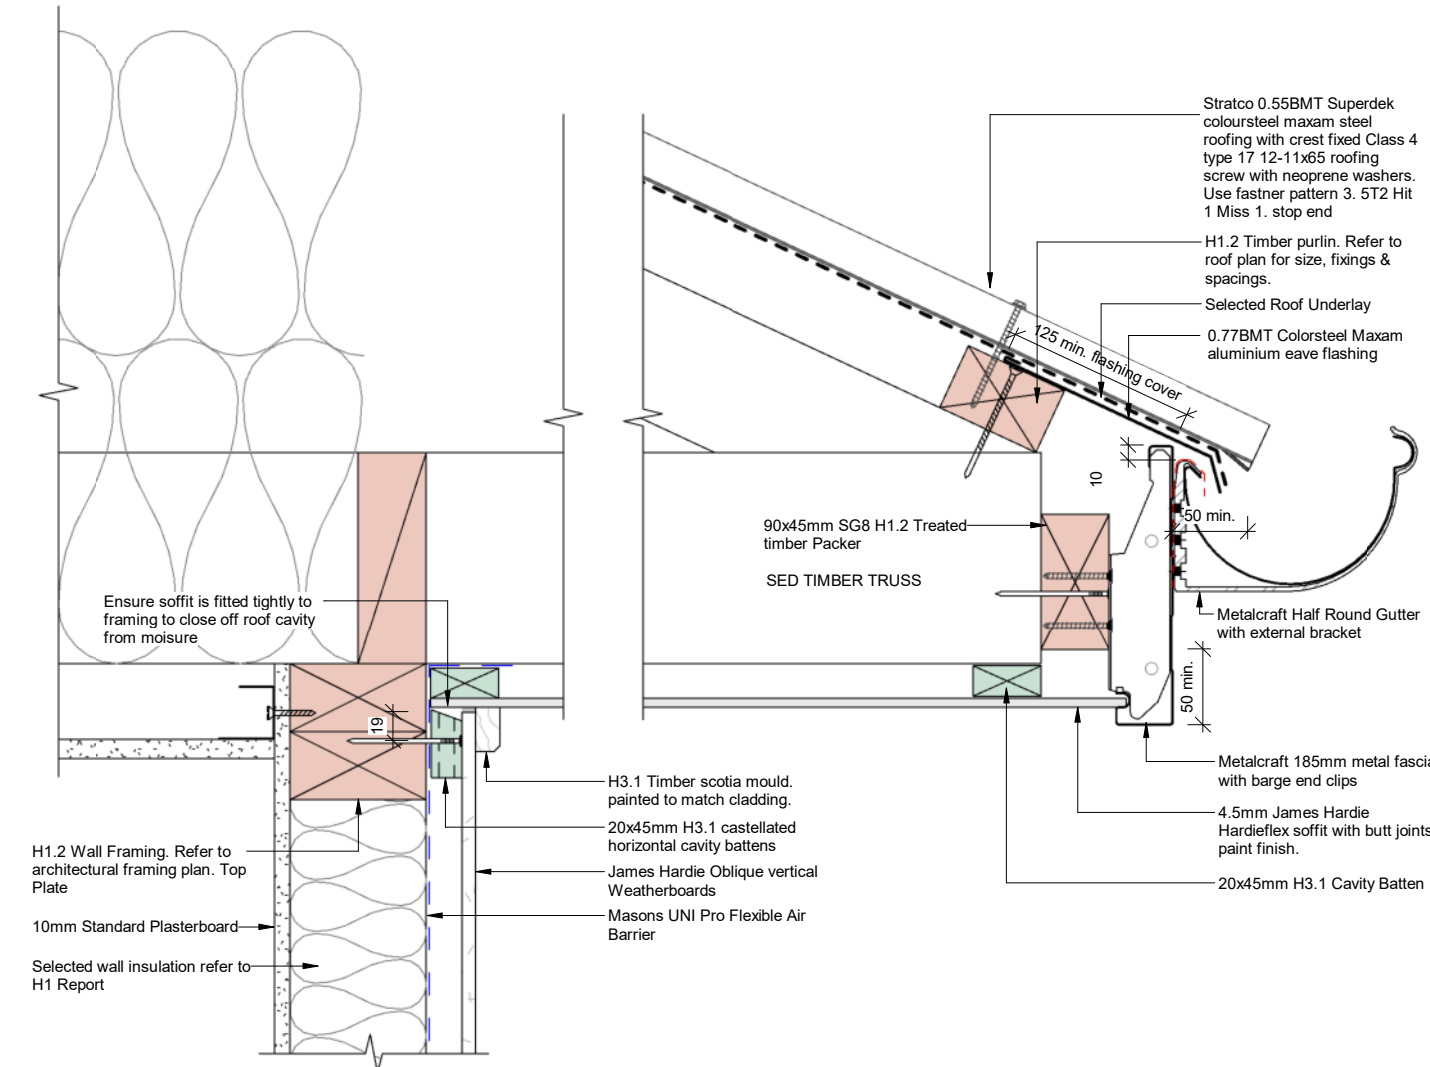 Stratco 0.55BMT Superdek
coloursteel maxam steel
roofing with crest fixed Class 4
type 17 12-11x65 roofing
screw with neoprene washers.
Use fastner pattern 3. 5T2 Hit
1 Miss 1. stop end
H1.2 Timber purlin. Refer to
roof plan for size, fixings &
spacings.
Selected Roof Underlay
0.77BMT Colorsteel Maxam
aluminium eave flashing
125 min. flashing cover
10
50 min.
90x45mm SG8 H1.2 Treated
timber Packer
SED TIMBER TRUSS
Ensure soffit is fitted tightly to
framing to close off roof cavity
from moisure
Metalcraft Half Round Gutter
with external bracket
50 min.
19
Metalcraft 185mm metal fascia
with barge end clips
H3.1 Timber scotia mould.
painted to match cladding.
4.5mm James Hardie
Hardieflex soffit with butt joints
paint finish.
20x45mm H3.1 castellated
horizontal cavity battens
H1.2 Wall Framing. Refer to
architectural framing plan. Top
Plate
James Hardie Oblique vertical
Weatherboards
20x45mm H3.1 Cavity Batten
Masons UNI Pro Flexible Air
Barrier
10mm Standard Plasterboard
Selected wall insulation refer to
H1 Report